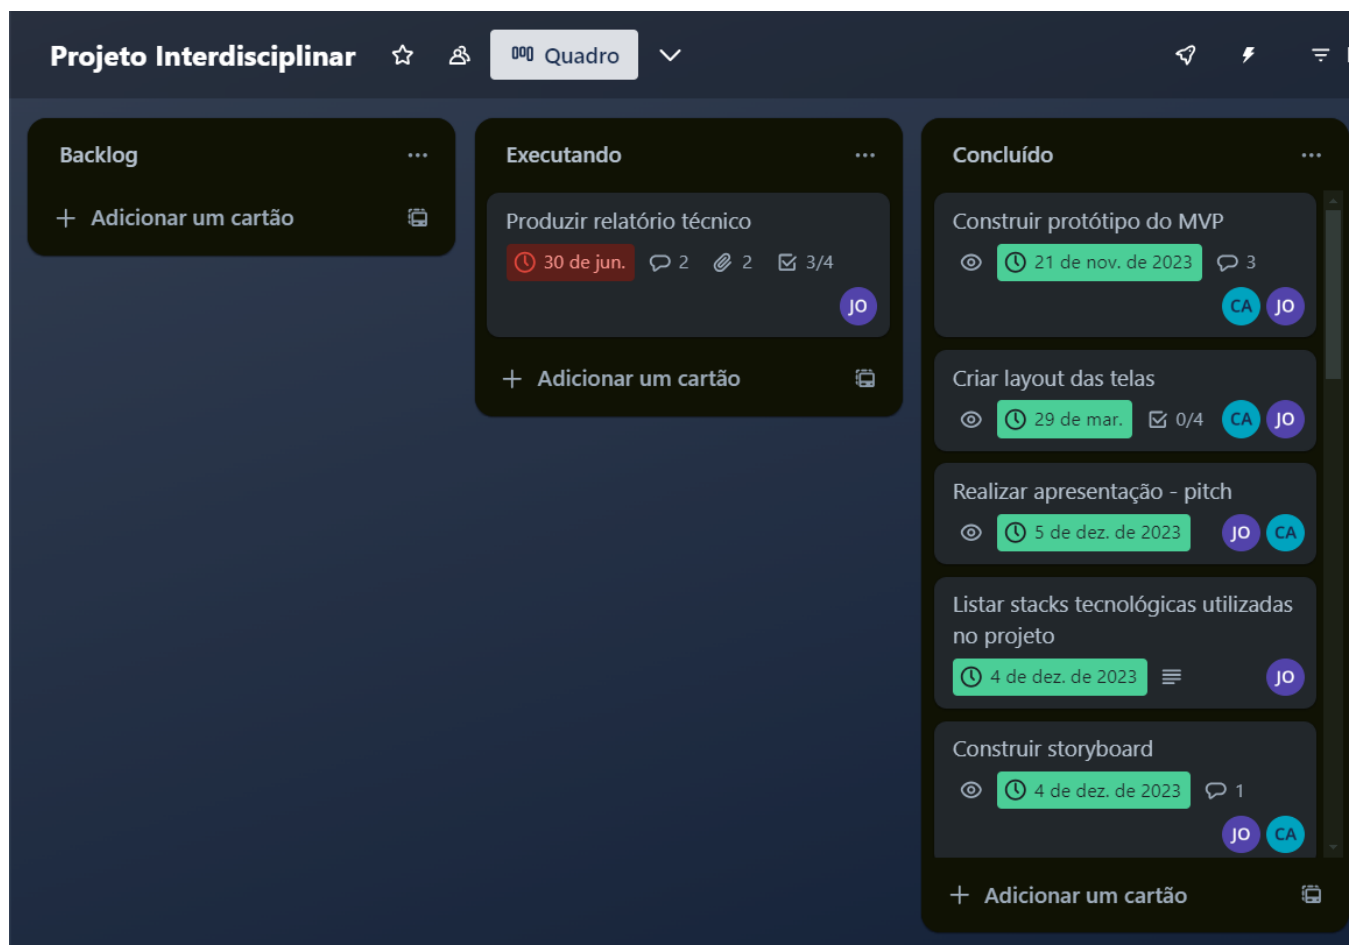 Projeto Interdisciplinar Quadro
Backlog
Adicionar um cartão
Executando
Produzir relatório técnico
30 de jun. 2 2 3/4
JO
Adicionar um cartão
Concluído
Construir protótipo do MVP
21 de nov. de 2023 3
CA JO
Criar layout das telas
29 de mar. 0/4 CA JO
Realizar apresentação - pitch
5 de dez. de 2023 JO CA
Listar stacks tecnológicas utilizadas
no projeto
4 de dez. de 2023 JO
Construir storyboard
4 de dez. de 2023 1
JO CA
Adicionar um cartão